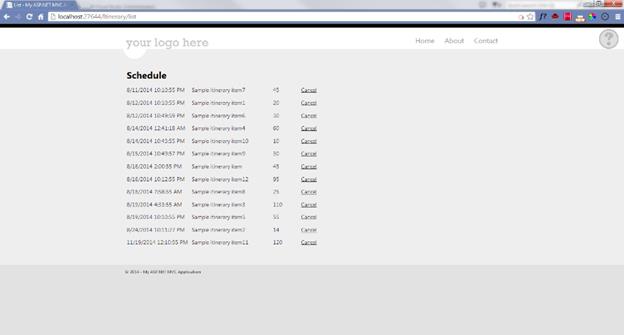 List - My ASP.NET MVC A
localhost:27644/Itinerary/list
your logo here
Home About Contact
?
Schedule
8/11/2014 10:10:55 PM Sample Itinerary item7 45 Cancel
8/12/2014 10:10:55 PM Sample Itinerary item1 20 Cancel
8/12/2014 10:49:59 PM Sample Itinerary item6 30 Cancel
8/14/2014 12:41:18 AM Sample Itinerary item4 60 Cancel
8/14/2014 10:43:55 PM Sample Itinerary item10 10 Cancel
8/15/2014 10:49:57 PM Sample Itinerary item9 50 Cancel
8/16/2014 2:00:55 PM Sample Itinerary item 45 Cancel
8/16/2014 10:12:55 PM Sample Itinerary item12 95 Cancel
8/18/2014 7:58:55 AM Sample Itinerary item8 25 Cancel
8/19/2014 4:53:55 AM Sample Itinerary item3 110 Cancel
8/19/2014 10:10:55 PM Sample Itinerary item5 55 Cancel
8/24/2014 10:11:27 PM Sample Itinerary item2 14 Cancel
11/19/2014 12:10:55 PM Sample Itinerary item11 120 Cancel
© 2014 - My ASP.NET MVC Application